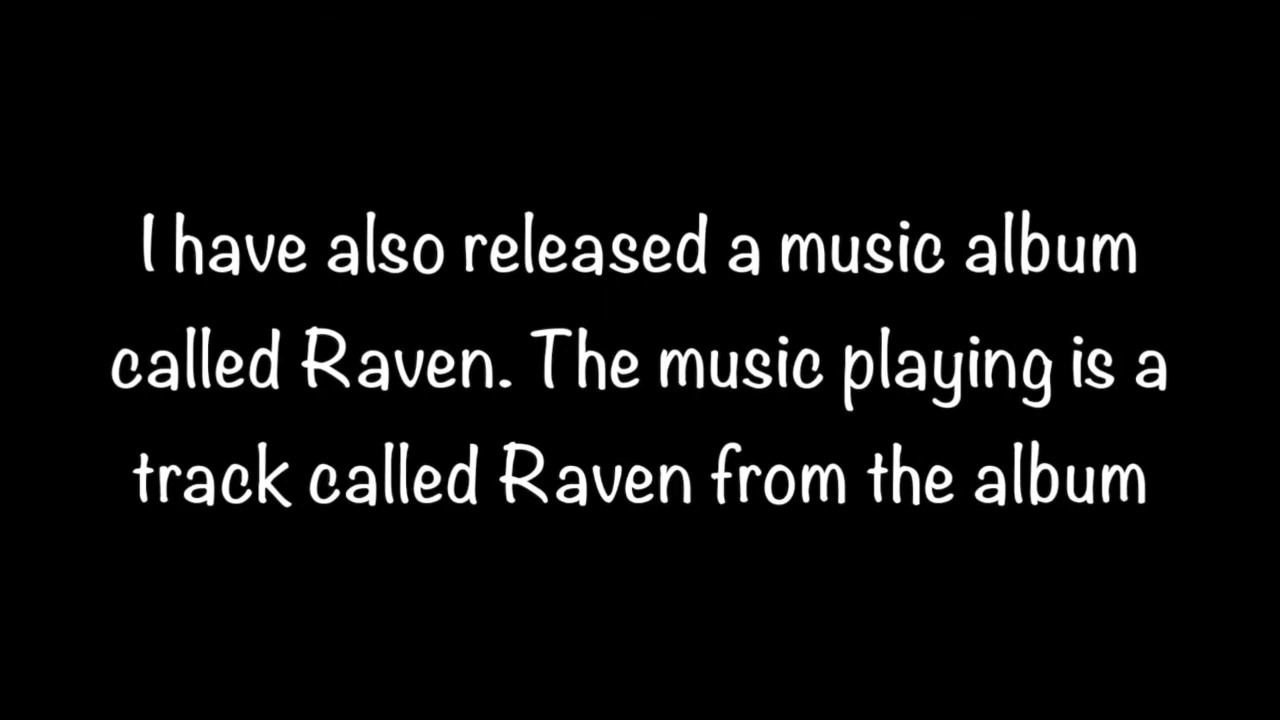 I have also released a music album
called Raven. The music playing is a
track called Raven from the album